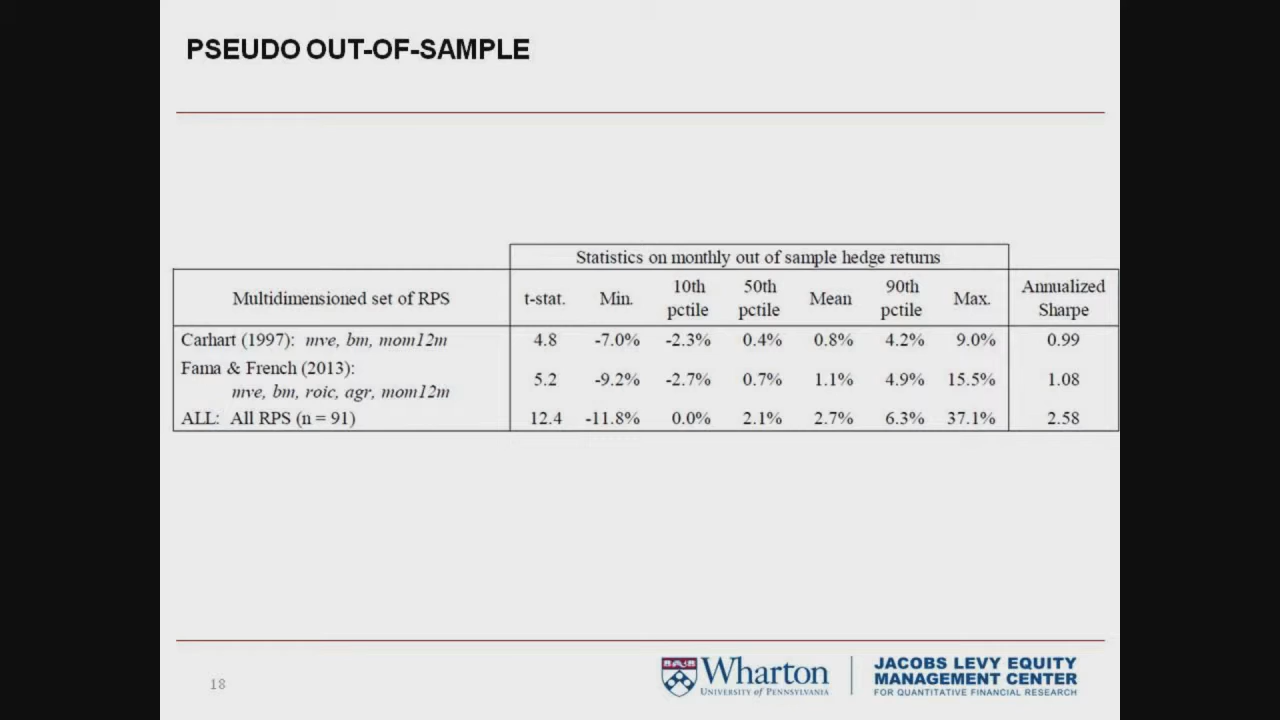 PSEUDO OUT-OF-SAMPLE
Statistics on monthly out of sample hedge returns
Multidimensioned set of RPS t-stat. Min. 10th pctile 50th pctile Mean 90th pctile Max. Annualized Sharpe
Carhart (1997): mve, bm, mom12m 4.8 -7.0% -2.3% 0.4% 0.8% 4.2% 9.0% 0.99
Fama & French (2013):
mve, bm, roic, agr, mom12m 5.2 -9.2% -2.7% 0.7% 1.1% 4.9% 15.5% 1.08
ALL: All RPS (n = 91) 12.4 -11.8% 0.0% 2.1% 2.7% 6.3% 37.1% 2.58
18
Wharton
UNIVERSITY OF PENNSYLVANIA
JACOBS LEVY EQUITY
MANAGEMENT CENTER
FOR QUANTITATIVE FINANCIAL RESEARCH